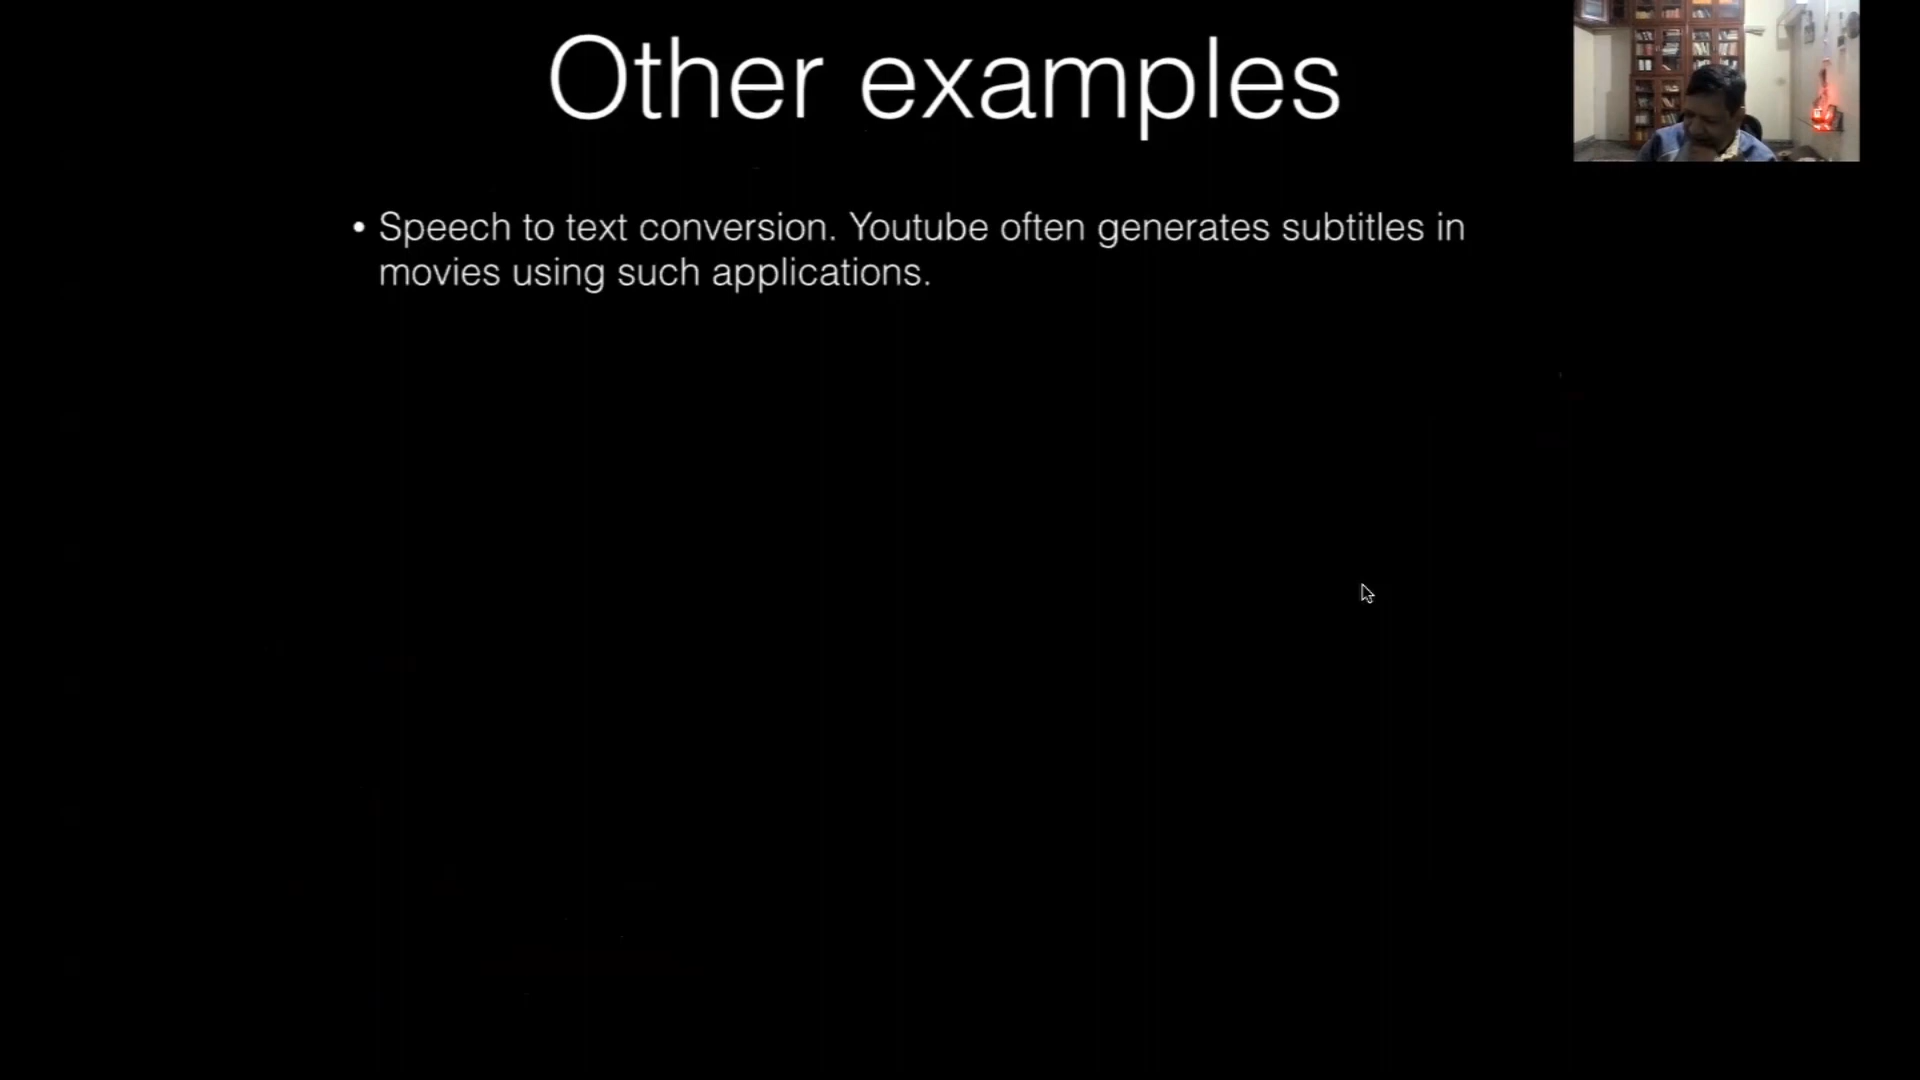 Other examples
• Speech to text conversion. Youtube often generates subtitles in
movies using such applications.